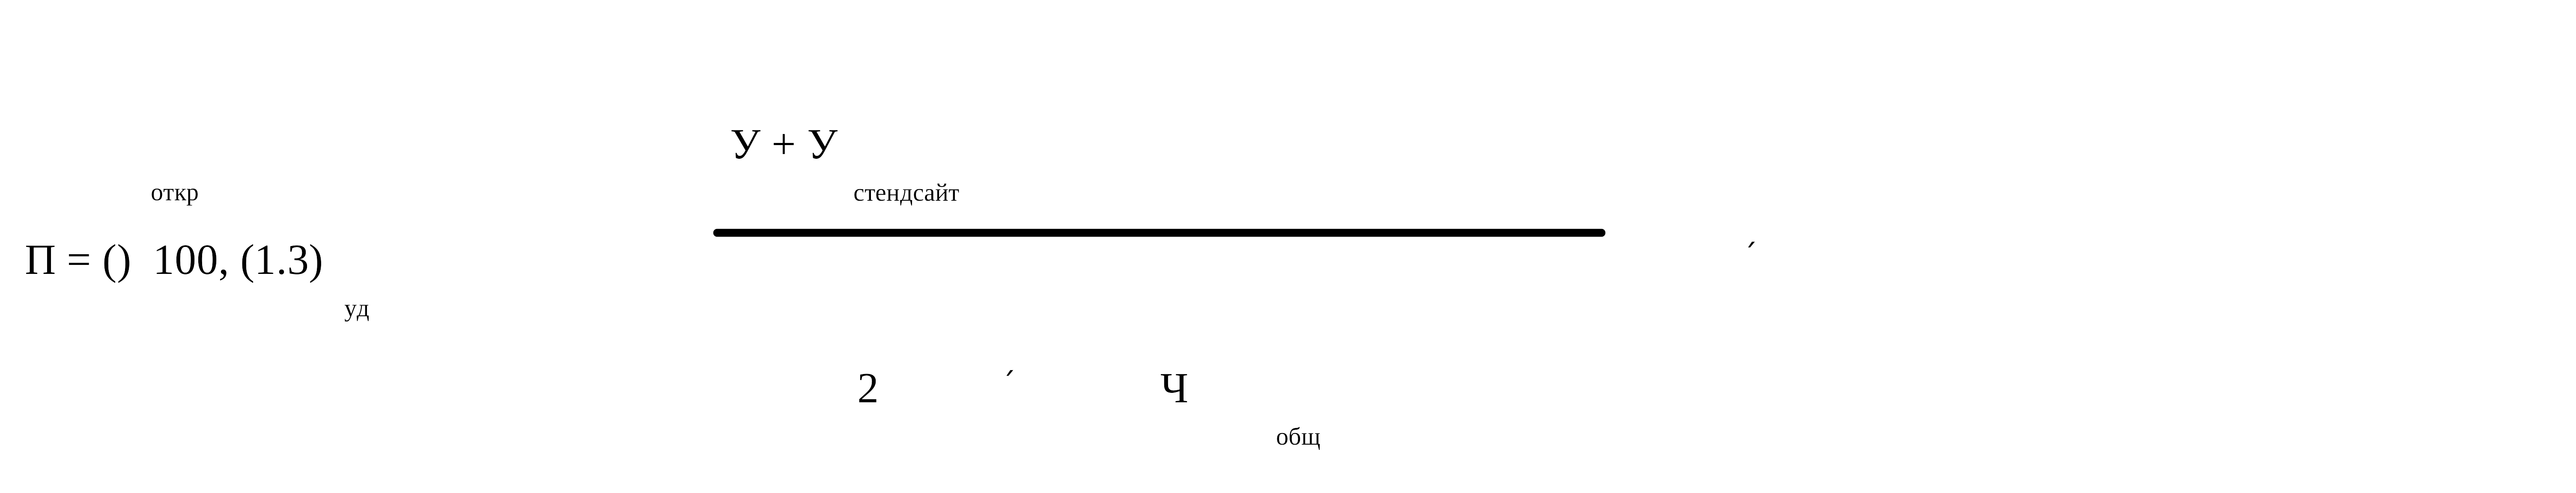 У + У
откр
стендсайт
П = () 100, (1.3)
´
уд
2 ´ Ч
общ